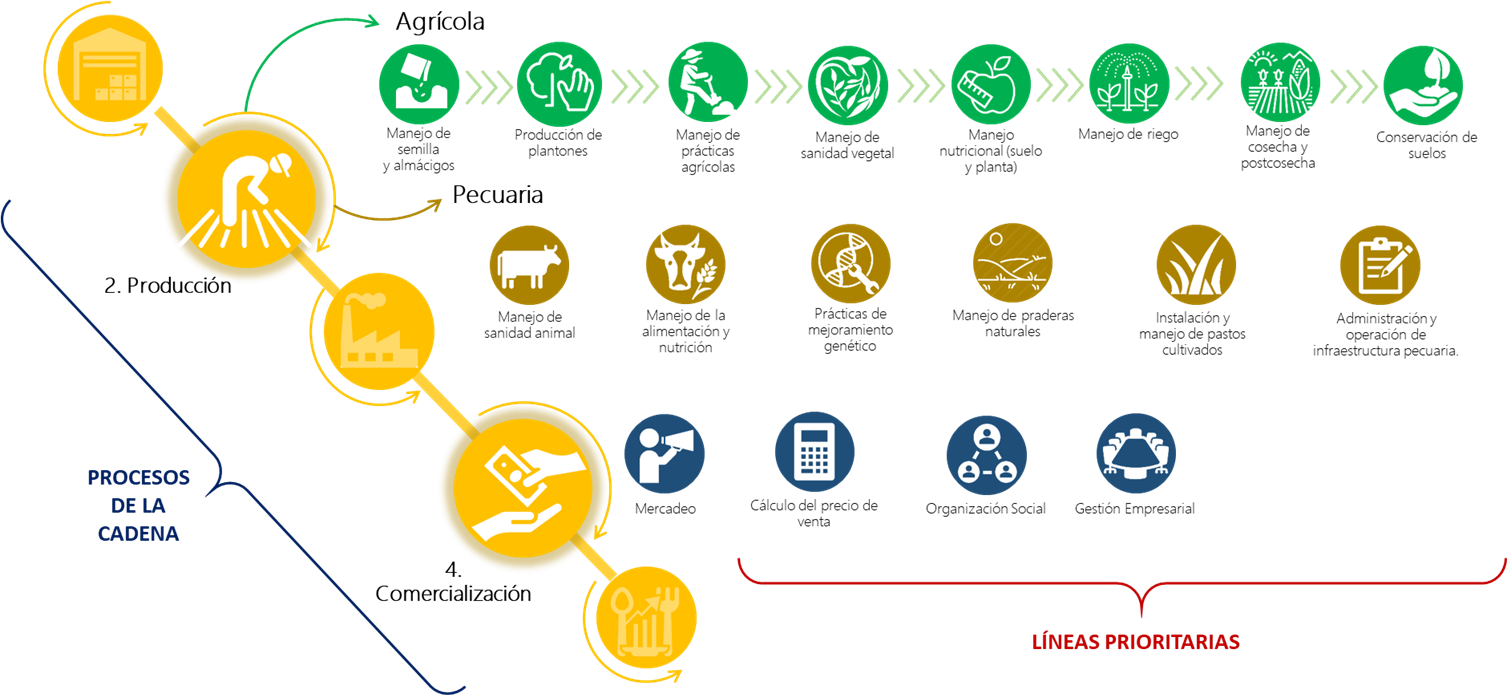 Agrícola
Manejo de
semilla
y almácigos
Producción de
plantones
Manejo de
prácticas
agrícolas
Manejo de
sanidad vegetal
Manejo
nutricional (suelo
y planta)
Manejo de riego
Manejo de
cosecha y
postcosecha
Conservación de
suelos
Pecuaria
2. Producción
Manejo de
sanidad animal
Manejo de la
alimentación y
nutrición
Prácticas de
mejoramiento
genético
Manejo de praderas
naturales
Instalación y
manejo de pastos
cultivados
Administración y
operación de
infraestructura pecuaria.
PROCESOS
DE LA
CADENA
Mercadeo
Cálculo del precio de
venta
Organización Social
Gestión Empresarial
4.
Comercialización
LÍNEAS PRIORITARIAS